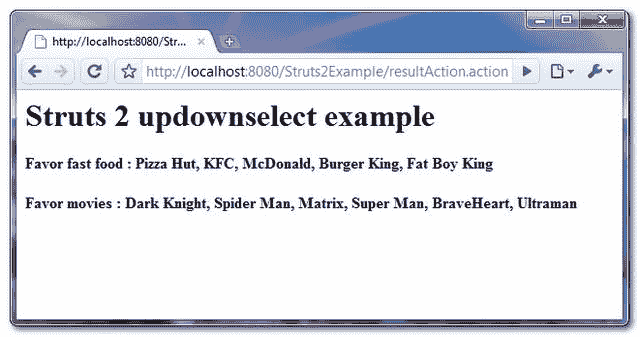 http://localhost:8080/Str...
http://localhost:8080/Struts2Example/resultAction.action
Struts 2 updownselect example
Favor fast food : Pizza Hut, KFC, McDonald, Burger King, Fat Boy King
Favor movies : Dark Knight, Spider Man, Matrix, Super Man, BraveHeart, Ultraman